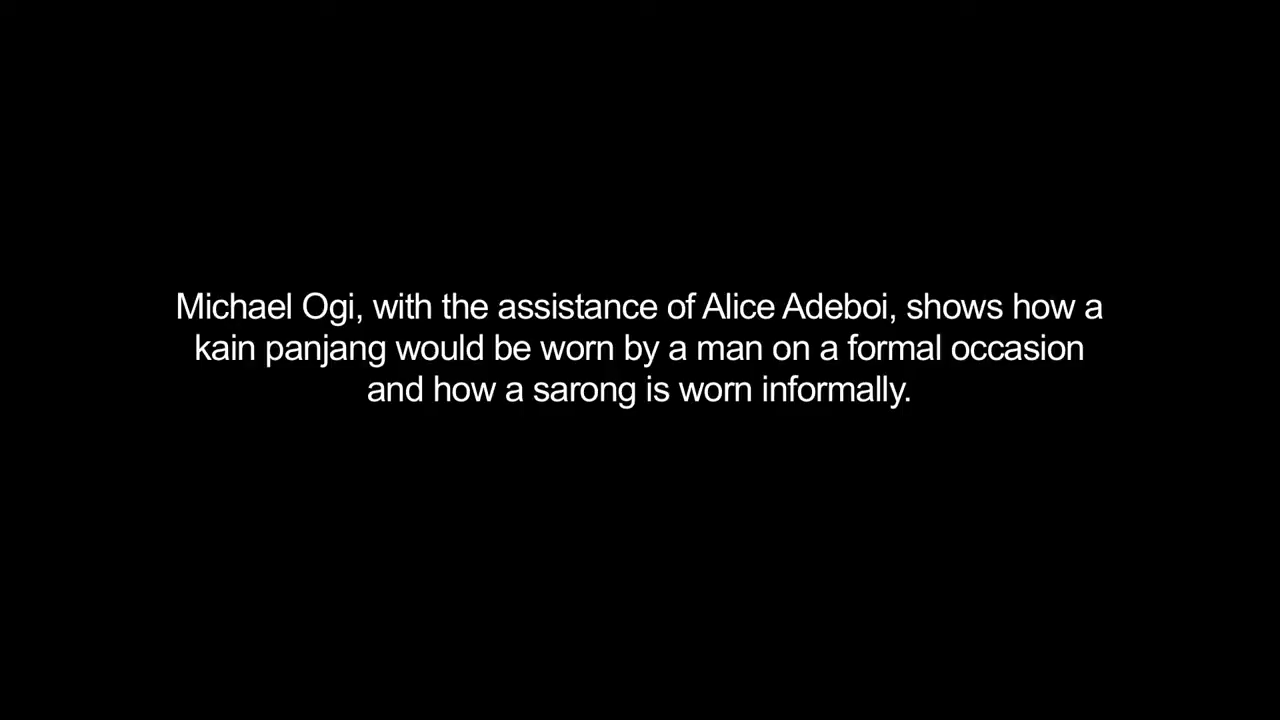 Michael Ogi, with the assistance of Alice Adeboi, shows how a
kain panjang would be worn by a man on a formal occasion
and how a sarong is worn informally.